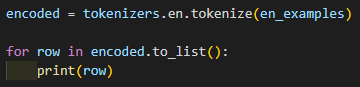 encoded = tokenizers.en.tokenize(en_examples)

for row in encoded.to_list():
    print(row)